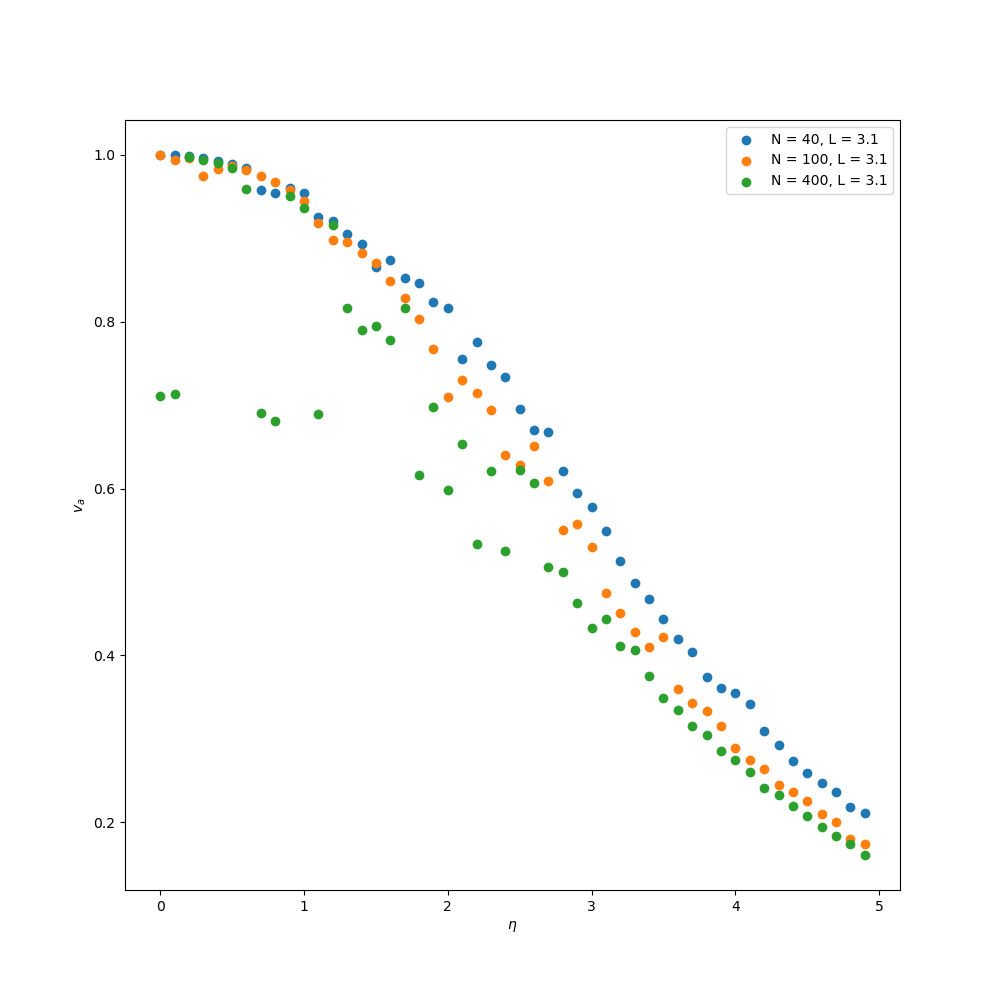 N = 40, L = 3.1
N = 100, L = 3.1
N = 400, L = 3.1
1.0
0.8
0.6
0.4
0.2
v_a
0 1 2 3 4 5
η